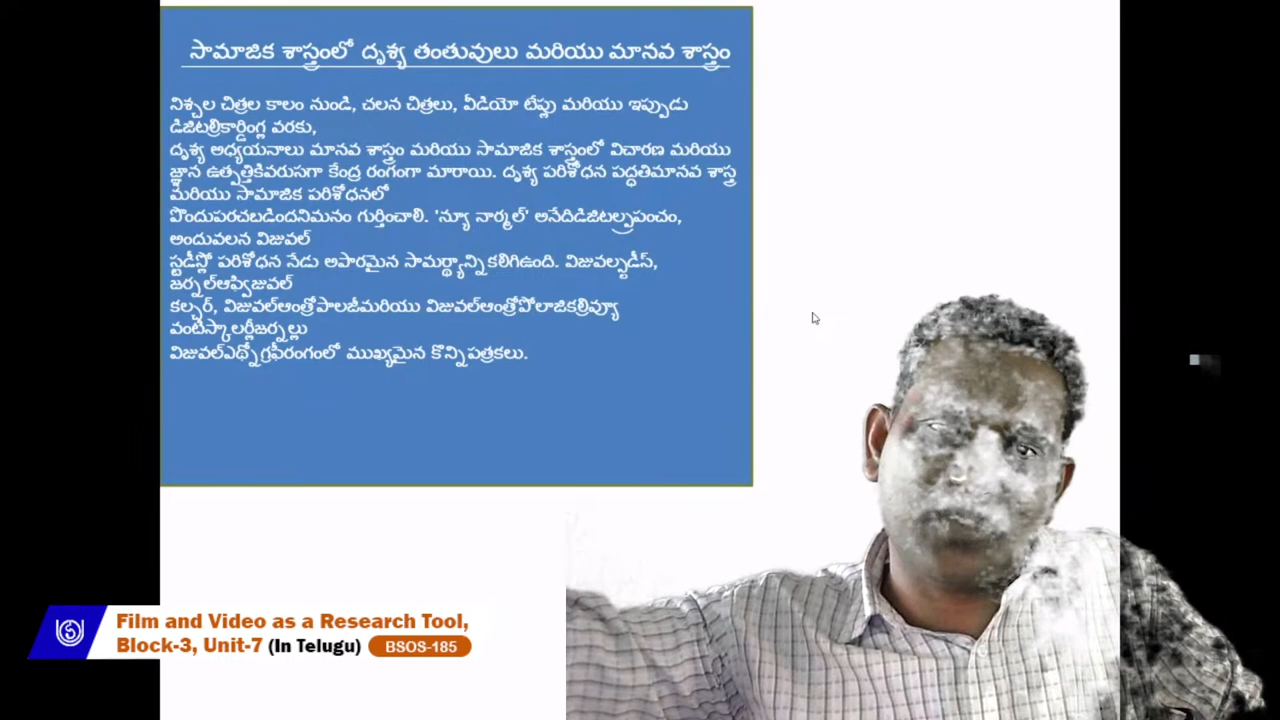 సామాజిక శాస్త్రంలో దృశ్య తంతువులు మరియు మానవ శాస్త్రం
నిశ్చల చిత్రల కాలం నుండి, చలన చిత్రలు, వీడియో టేప్లు మరియు ఇప్పుడు
డిజిటల్రికార్డింగ్ల వరకు,
దృశ్య అధ్యయనాలు మానవ శాస్త్రం మరియు సామాజిక శాస్త్రంలో విచారణ మరియు
జ్ఞాన ఉత్పత్తికివరుసగా కేంద్ర రంగంగా మారాయి. దృశ్య పరిశోధన పద్ధతిమానవ శాస్త్ర
మరియు సామాజిక పరిశోధనలో
పొందుపరచబడిందనిమనం గుర్తించాలి. 'న్యూ నార్మల్' అనేదిడిజిటల్ప్రపంచం,
అందువలన విజువల్
స్టడీస్లో పరిశోధన నేడు అపారమైన సామర్థ్యాన్నికలిగిఉంది. విజువల్స్టడీస్,
జర్నల్ఆఫ్విజువల్
కల్చర్, విజువల్ఆంత్రోపాలజీమరియు విజువల్ఆంత్రోపోలాజికల్రివ్యూ
వంటిస్కాలర్లీజర్నల్లు
విజువల్ఎథ్నోగ్రఫీరంగంలో ముఖ్యమైన కొన్నిపత్రికలు.
Film and Video as a Research Tool,
Block-3, Unit-7 (In Telugu) BSOS-185